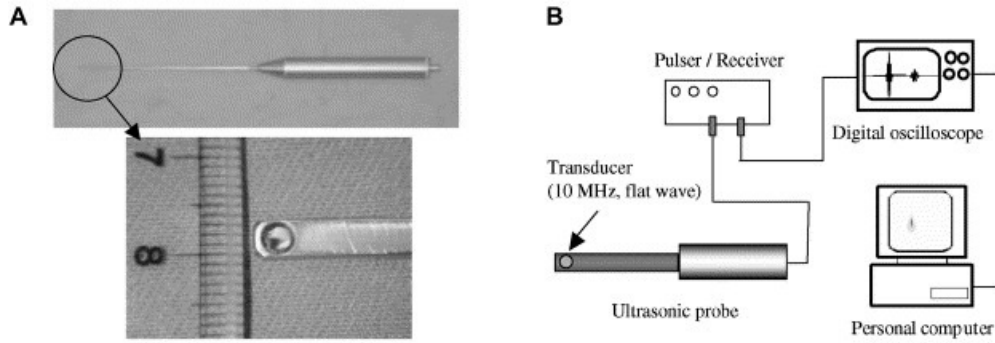 A
7
8
B
Pulser / Receiver
Digital oscilloscope
Transducer
(10 MHz, flat wave)
Ultrasonic probe
Personal computer